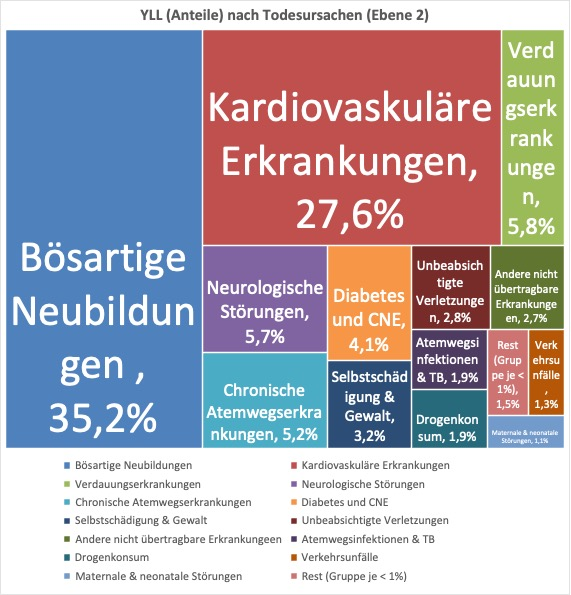 YLL (Anteile) nach Todesursachen (Ebene 2)
Bösartige
Neubildun
gen ,
35,2%
Kardiovaskuläre
Erkrankungen,
27,6%
Verd
auun
gserk
rank
unge
n,
5,8%
Neurologische
Störungen,
5,7%
Chronische
Atemwegserkra
nkungen, 5,2%
Diabetes
und CNE,
4,1%
Selbstschäd
igung &
Gewalt,
3,2%
Unbeabsich
tigte
Verletzunge
n, 2,8%
Andere nicht
übertragbare
Erkrankunge
en, 2,7%
Atemwegsi
nfektionen
& TB, 1,9%
Drogenkon
sum, 1,9%
Rest
(Grup
pe je <
1%),
1,5%
Verk
ehrsu
nfälle
,
1,3%
Maternale & neonatale
Störungen, 1,1%
Bösartige Neubildungen
Kardiovaskuläre Erkrankungen
Verdauungserkrankungen
Neurologische Störungen
Chronische Atemwegserkrankungen
Diabetes und CNE
Selbstschädigung & Gewalt
Unbeabsichtigte Verletzungen
Andere nicht übertragbare Erkrankungeen
Atemwegsinfektionen & TB
Drogenkonsum
Verkehrsunfälle
Maternale & neonatale Störungen
Rest (Gruppe je < 1%)